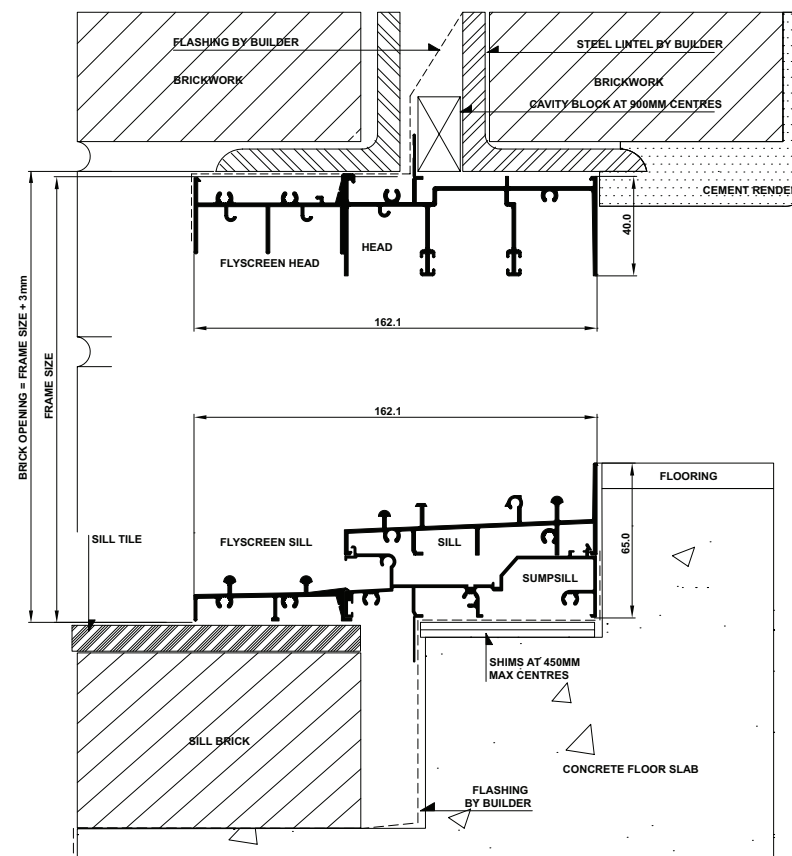 FLASHING BY BUILDER
STEEL LINTEL BY BUILDER
BRICKWORK
BRICKWORK
CAVITY BLOCK AT 900MM CENTRES
CEMENT RENDER
40.0
HEAD
FLYSCREEN HEAD
162.1
BRICK OPENING = FRAME SIZE + 3mm
FRAME SIZE
162.1
FLOORING
SILL TILE
FLYSCREEN SILL
SILL
65.0
SUMPSILL
SHIMS AT 450MM
MAX CENTRES
SILL BRICK
CONCRETE FLOOR SLAB
FLASHING
BY BUILDER